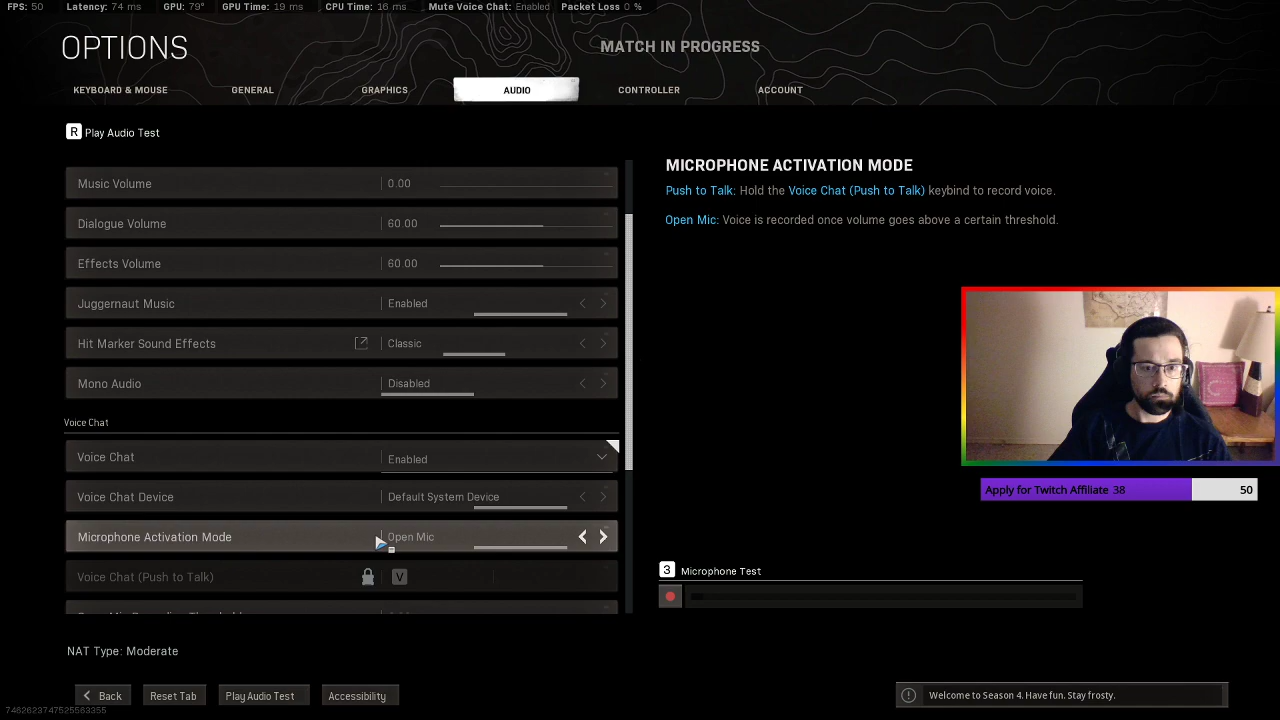 FPS: 50 Latency: 74 ms GPU: 79° GPU Time: 19 ms CPU Time: 16 ms Mute Voice Chat: Enabled Packet Loss 0 %
OPTIONS
MATCH IN PROGRESS
KEYBOARD & MOUSE GENERAL GRAPHICS AUDIO CONTROLLER ACCOUNT
R Play Audio Test
Music Volume 0.00
Dialogue Volume 60.00
Effects Volume 60.00
Juggernaut Music Enabled
Hit Marker Sound Effects Classic
Mono Audio Disabled
Voice Chat
Voice Chat Enabled
Voice Chat Device Default System Device
Microphone Activation Mode Open Mic
Voice Chat (Push to Talk) V
MICROPHONE ACTIVATION MODE
Push to Talk: Hold the Voice Chat (Push to Talk) keybind to record voice.
Open Mic: Voice is recorded once volume goes above a certain threshold.
Apply for Twitch Affiliate 38 50
3 Microphone Test
NAT Type: Moderate
Back Reset Tab Play Audio Test Accessibility
Welcome to Season 4. Have fun. Stay frosty.